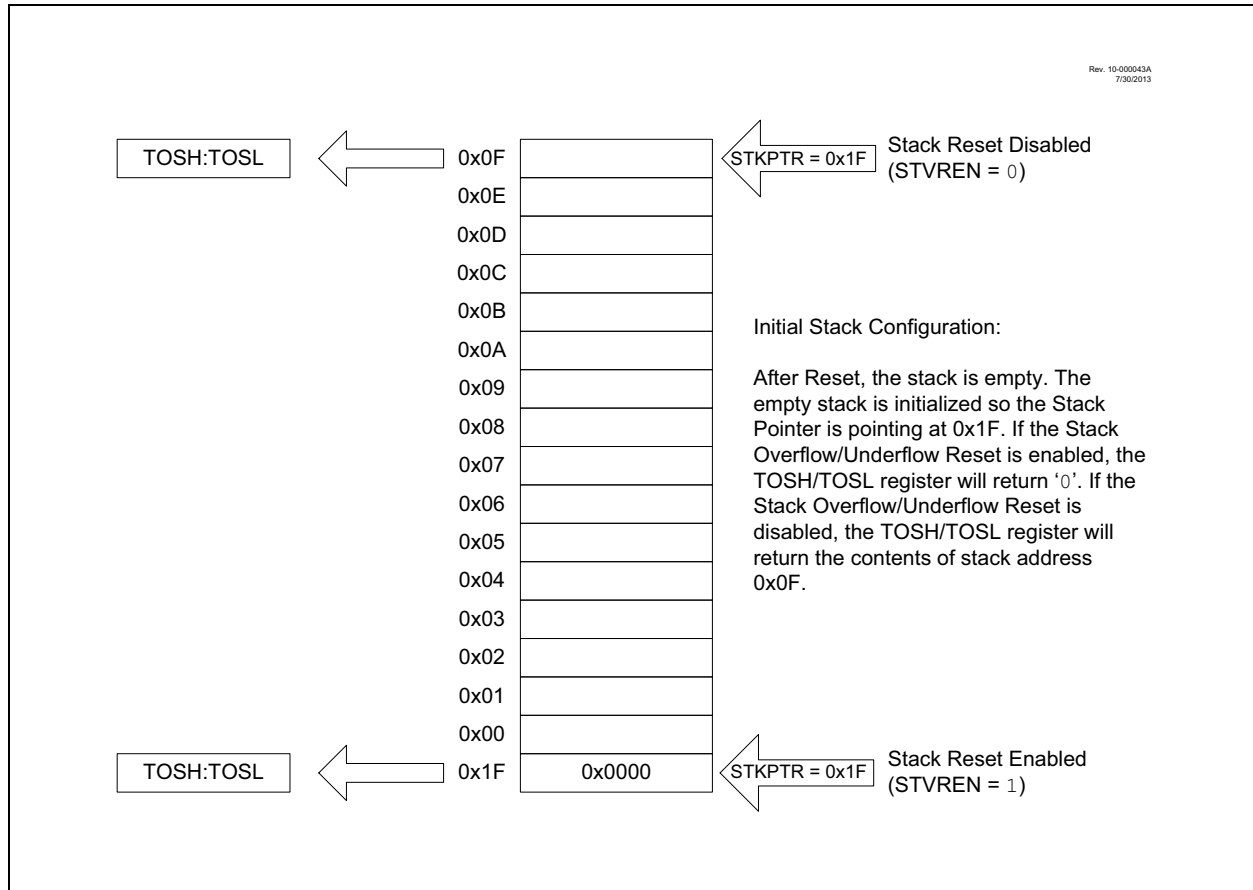 Rev. 10-000043A
7/30/2013
TOSH:TOSL
0x0F
STKPTR = 0x1F
Stack Reset Disabled
(STVREN = 0)
0x0E
0x0D
0x0C
0x0B
0x0A
0x09
0x08
0x07
0x06
0x05
0x04
0x03
0x02
0x01
0x00
Initial Stack Configuration:
After Reset, the stack is empty. The
empty stack is initialized so the Stack
Pointer is pointing at 0x1F. If the Stack
Overflow/Underflow Reset is enabled, the
TOSH/TOSL register will return ‘0’. If the
Stack Overflow/Underflow Reset is
disabled, the TOSH/TOSL register will
return the contents of stack address
0x0F.
TOSH:TOSL
0x1F
0x0000
STKPTR = 0x1F
Stack Reset Enabled
(STVREN = 1)